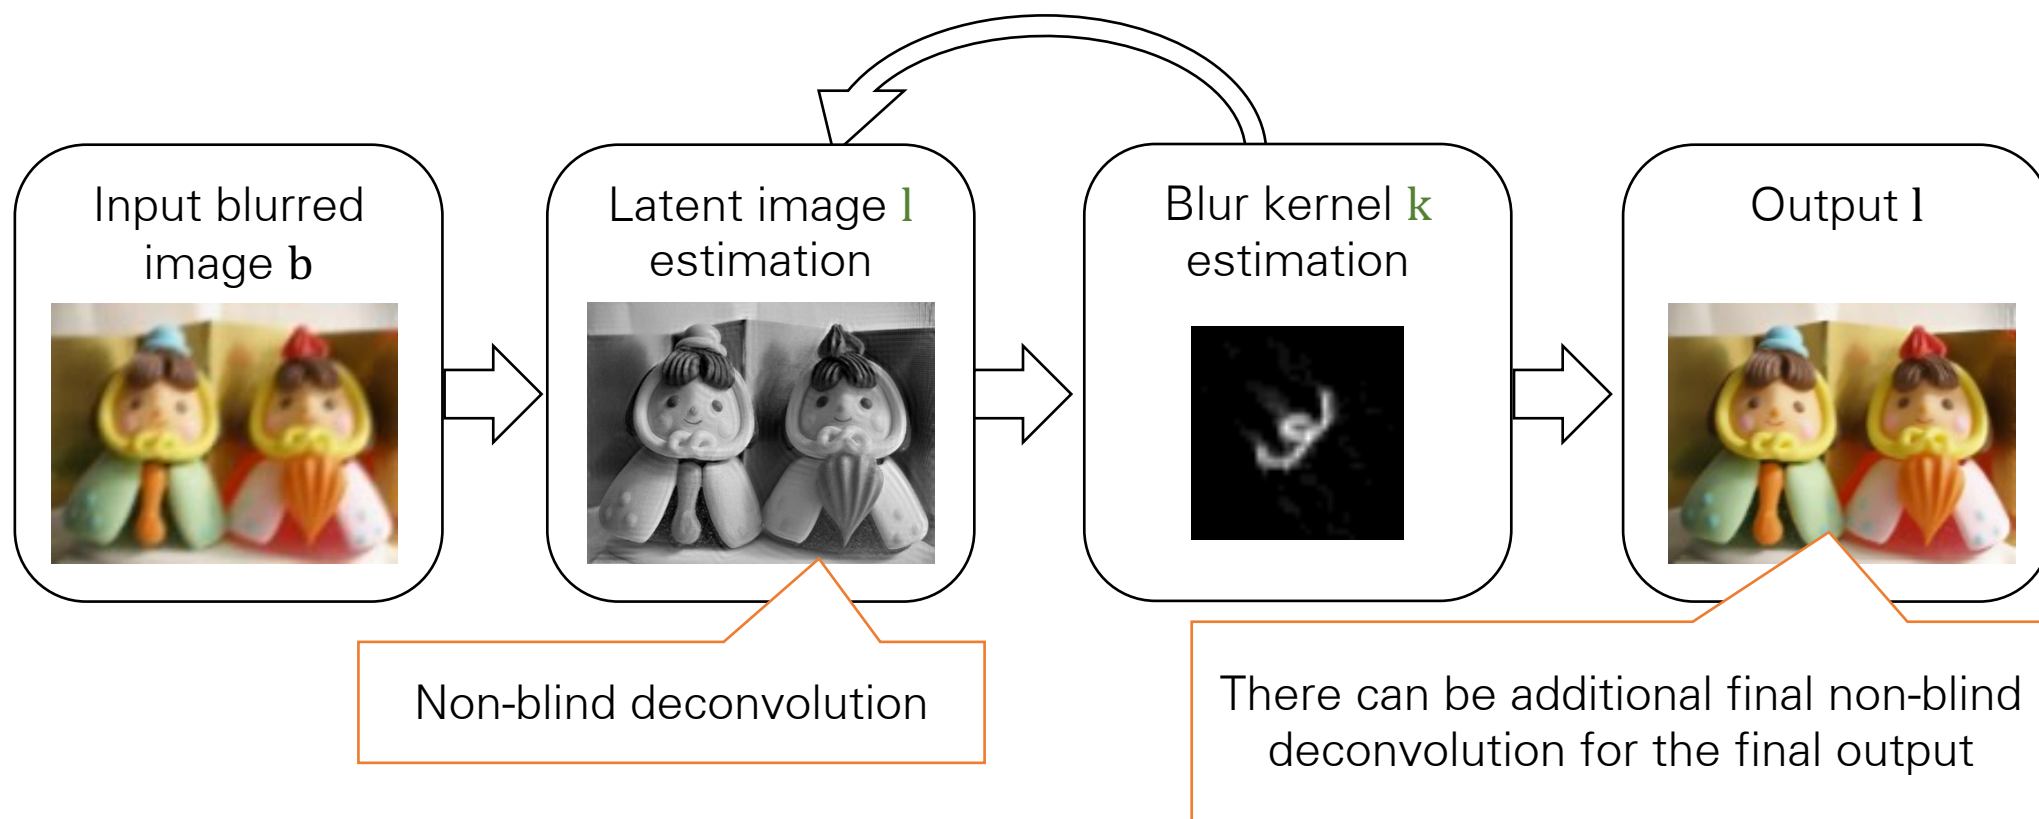 Input blurred
image b
Latent image l
estimation
Blur kernel k
estimation
Output l
Non-blind deconvolution
There can be additional final non-blind
deconvolution for the final output